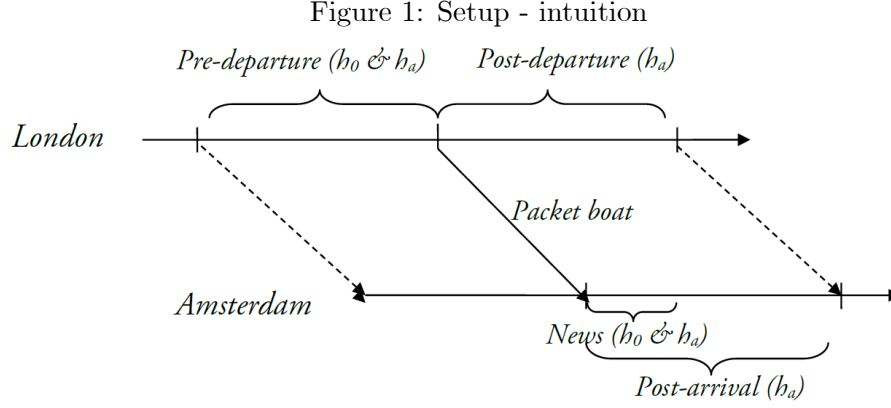 Figure 1: Setup - intuition
Pre-departure (h₀ & hₐ)
Post-departure (hₐ)
London
Packet boat
Amsterdam
News (h₀ & hₐ)
Post-arrival (hₐ)